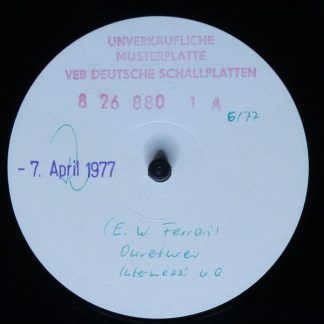 UNVERKÄUFLICHE
MUSTERPLATTE
VEB DEUTSCHE SCHALLPLATTEN
8 26 880 1 A
6/77
- 7. April 1977
(E. W Ferrari)
Ouvertüren
Intermezzi u a